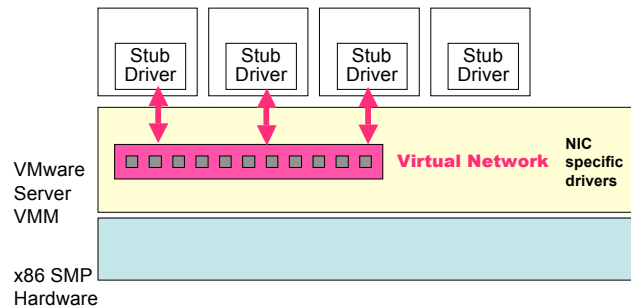 Stub
Driver
Stub
Driver
Stub
Driver
Stub
Driver
Virtual Network
NIC
specific
drivers
VMware
Server
VMM
x86 SMP
Hardware